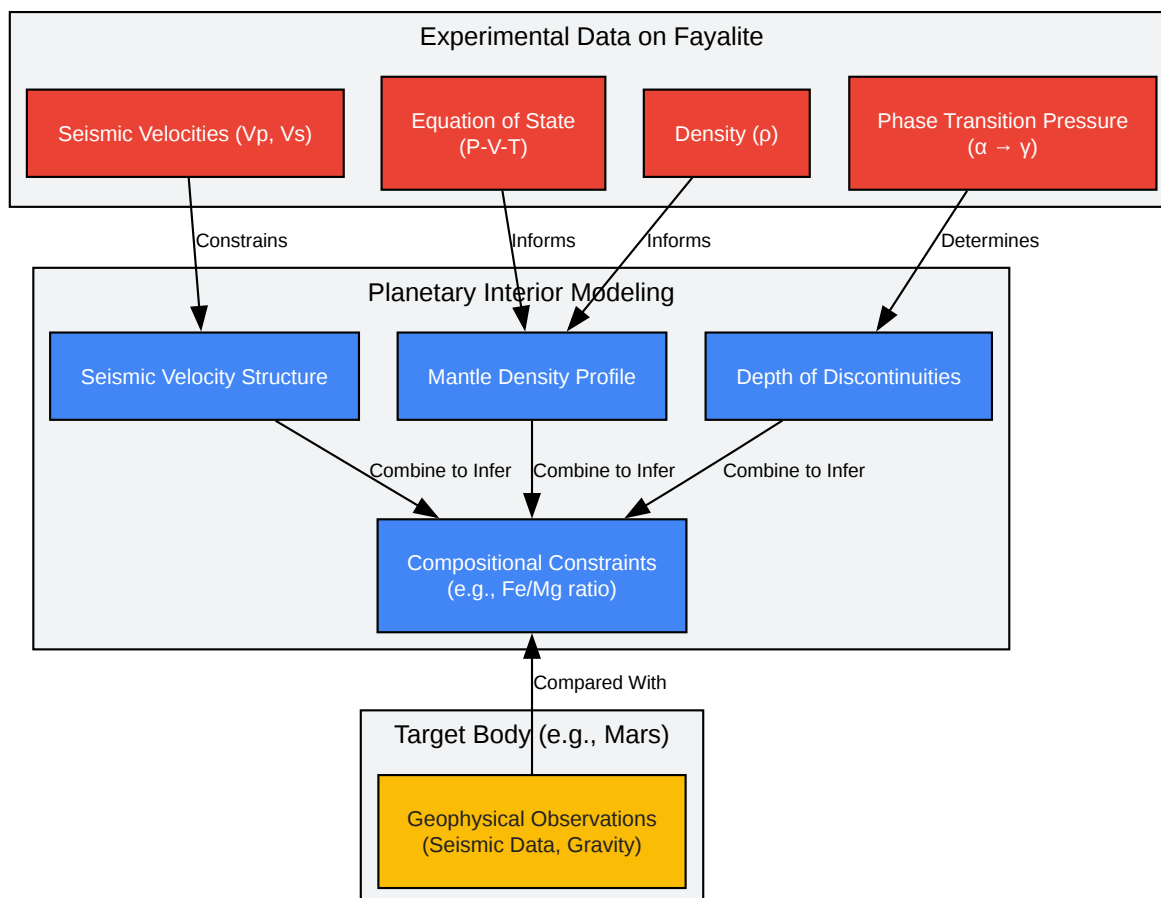 Experimental Data on Fayalite
Seismic Velocities (Vp, Vs)
Equation of State
(P-V-T)
Density (ρ)
Phase Transition Pressure
(α → γ)
Constrains
Informs
Informs
Determines
Planetary Interior Modeling
Seismic Velocity Structure
Mantle Density Profile
Depth of Discontinuities
Combine to Infer
Combine to Infer
Combine to Infer
Compositional Constraints
(e.g., Fe/Mg ratio)
Compared With
Target Body (e.g., Mars)
Geophysical Observations
(Seismic Data, Gravity)